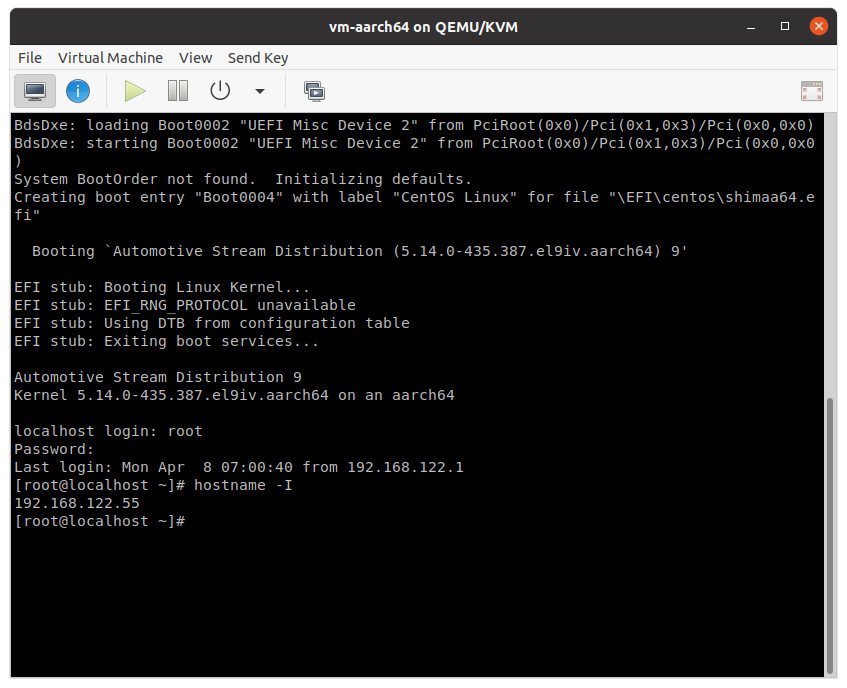 vm-aarch64 on QEMU/KVM
File Virtual Machine View Send Key
BdsDxe: loading Boot0002 "UEFI Misc Device 2" from PciRoot(0x0)/Pci(0x1,0x3)/Pci(0x0,0x0)
BdsDxe: starting Boot0002 "UEFI Misc Device 2" from PciRoot(0x0)/Pci(0x1,0x3)/Pci(0x0,0x0
)
System BootOrder not found.  Initializing defaults.
Creating boot entry "Boot0004" with label "CentOS Linux" for file "\EFI\centos\shimaa64.e
fi"
  Booting `Automotive Stream Distribution (5.14.0-435.387.el9iv.aarch64) 9'
EFI stub: Booting Linux Kernel...
EFI stub: EFI_RNG_PROTOCOL unavailable
EFI stub: Using DTB from configuration table
EFI stub: Exiting boot services...
Automotive Stream Distribution 9
Kernel 5.14.0-435.387.el9iv.aarch64 on an aarch64
localhost login: root
Password:
Last login: Mon Apr  8 07:00:40 from 192.168.122.1
[root@localhost ~]# hostname -I
192.168.122.55
[root@localhost ~]#